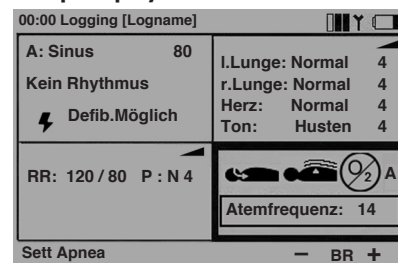 00:00 Logging [Logname]
A: Sinus 80
Kein Rhythmus
Defib.Möglich
l.Lunge: Normal 4
r.Lunge: Normal 4
Herz: Normal 4
Ton: Husten 4
RR: 120 / 80 P : N 4
O2 A
Atemfrequenz: 14
Sett Apnea − BR +